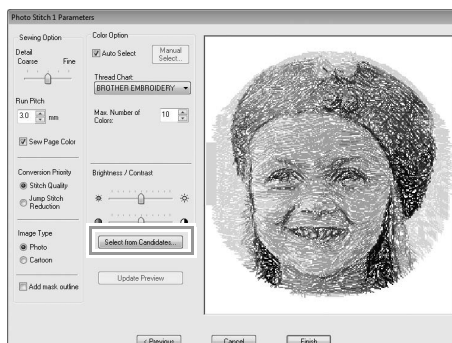 Photo Stitch 1 Parameters
Sewing Option
Detail
Coarse Fine
Run Pitch
3.0 mm
Sew Page Color
Conversion Priority
Stitch Quality
Jump Stitch
Reduction
Image Type
Photo
Cartoon
Add mask outline
Color Option
Auto Select
Manual
Select...
Thread Chart:
BROTHER EMBROIDERY
Max. Number of
Colors:
10
Brightness / Contrast
Select from Candidates...
Update Preview
< Previous
Cancel
Finish